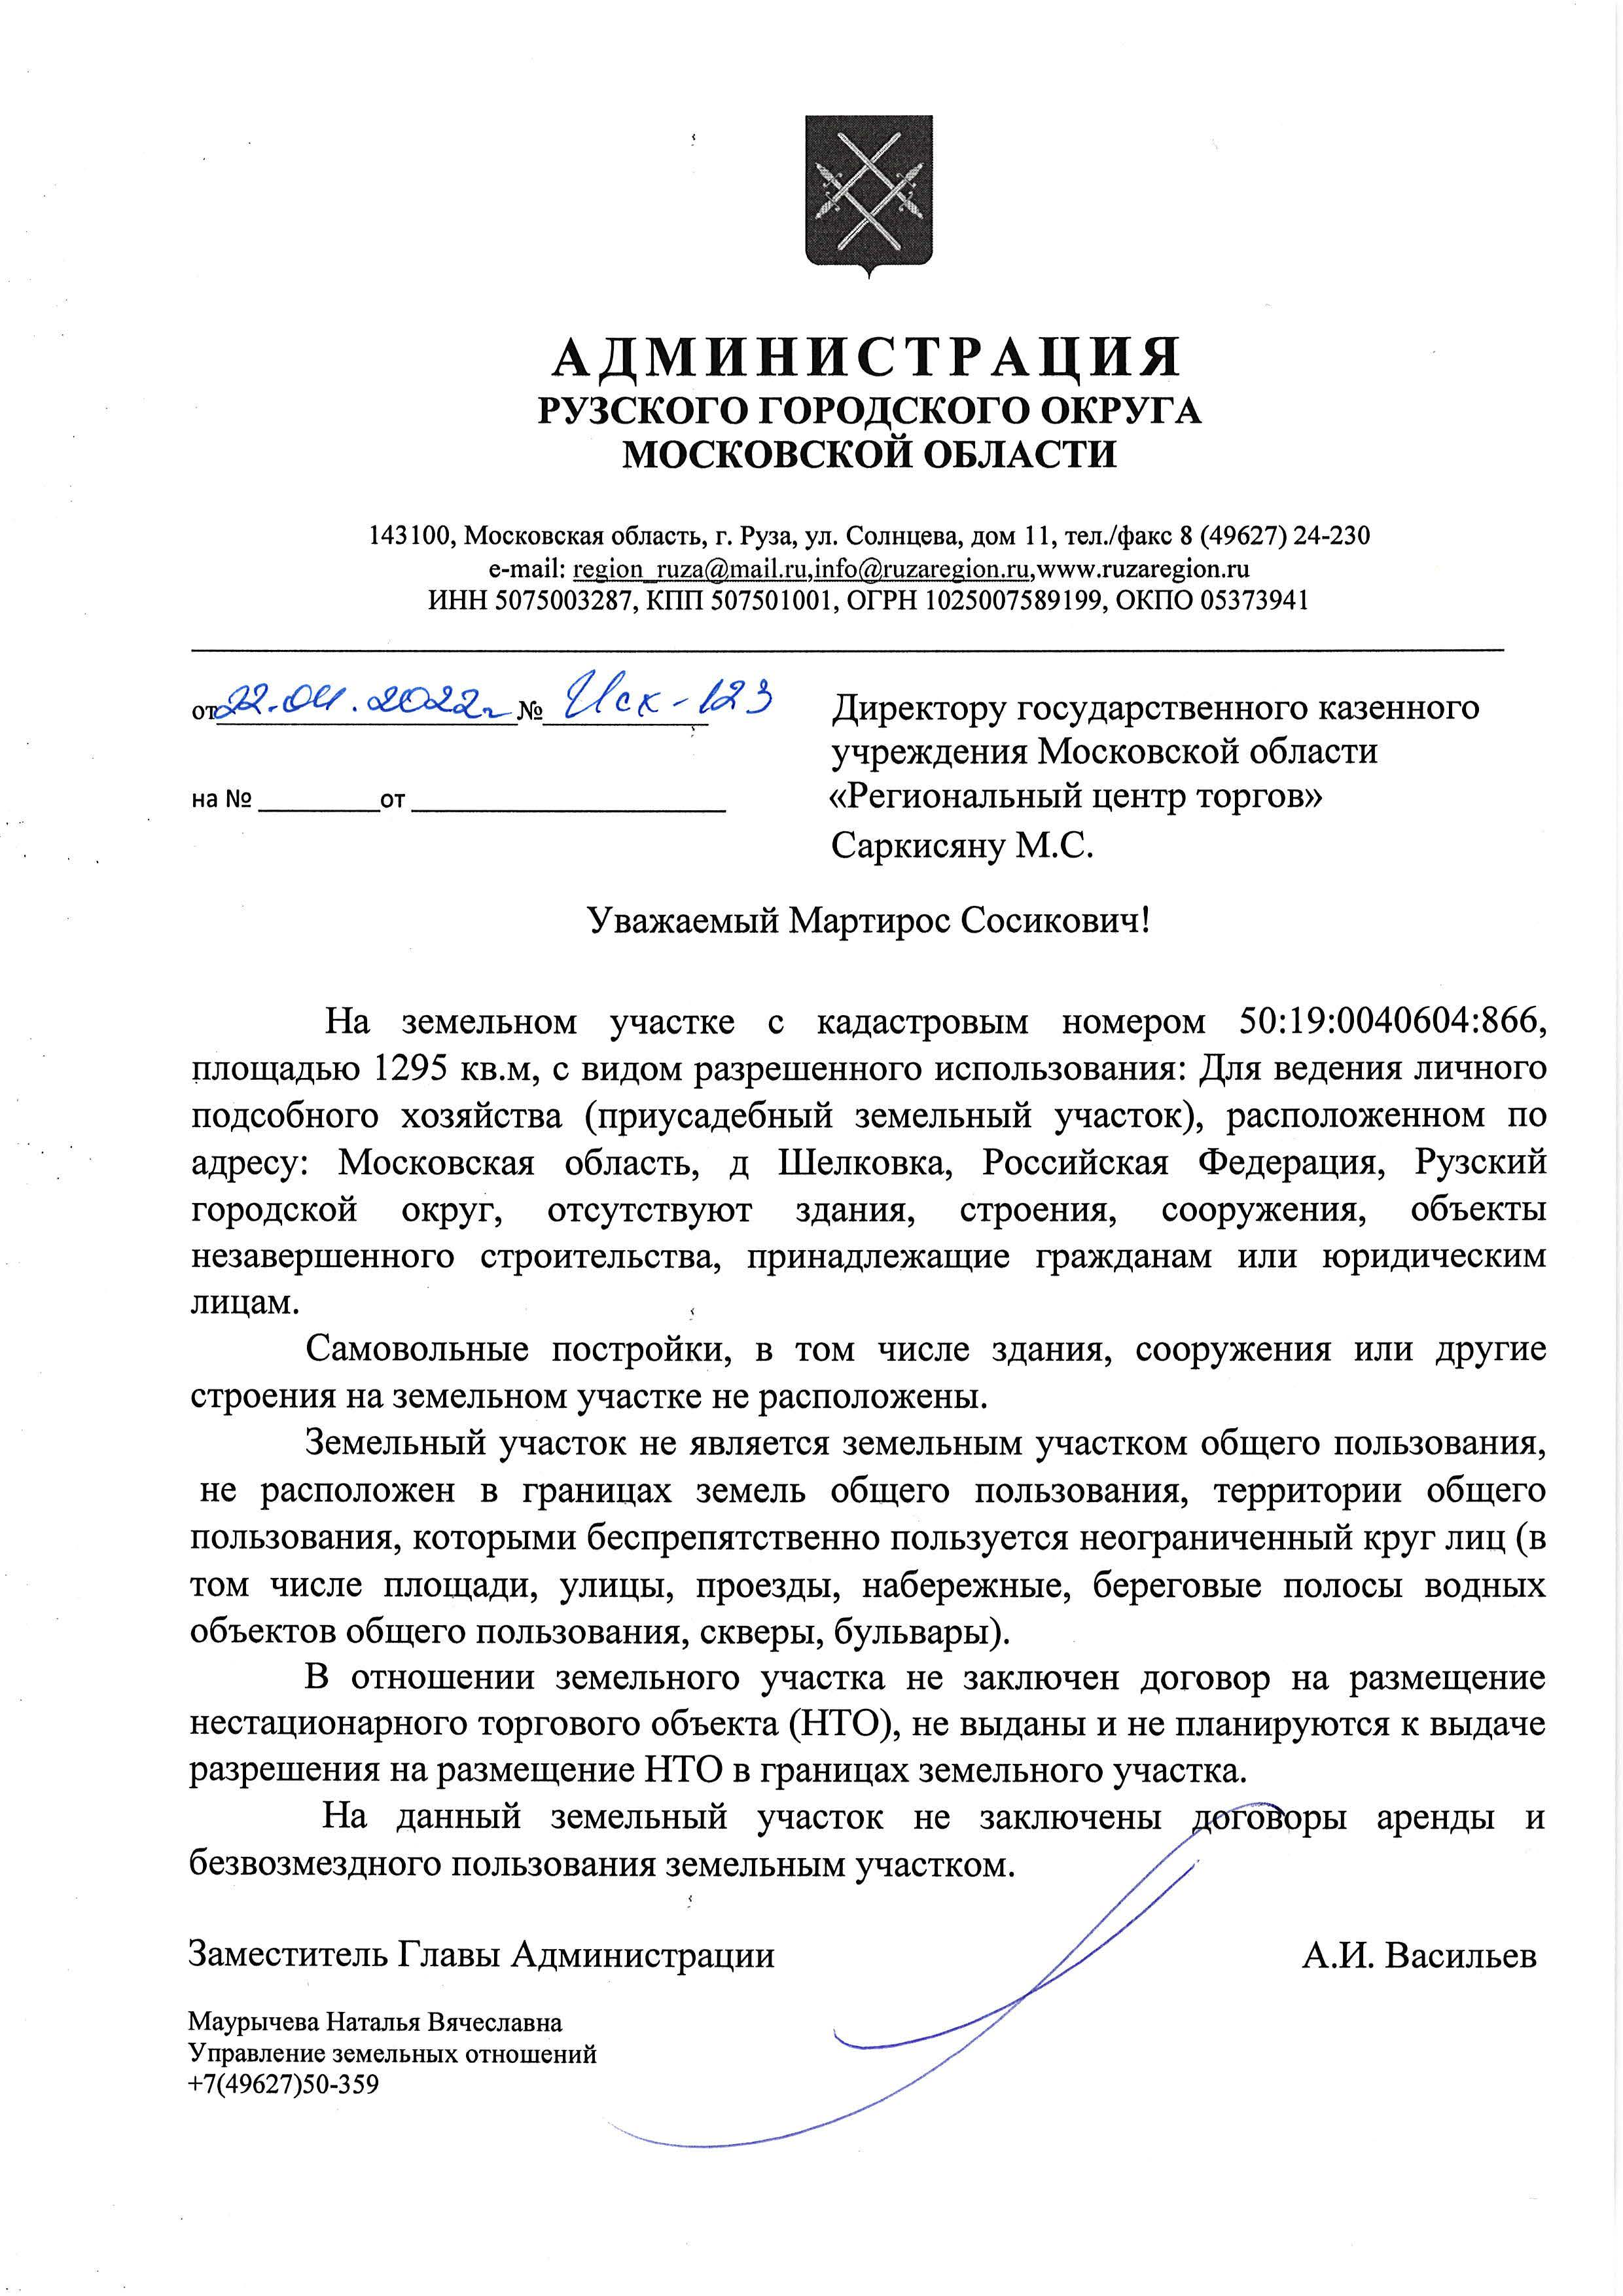 АДМИНИСТРАЦИЯ
РУЗСКОГО ГОРОДСКОГО ОКРУГА
МОСКОВСКОЙ ОБЛАСТИ
143100, Московская область, г. Руза, ул. Солнцева, дом 11, тел./факс 8 (49627) 24-230
e-mail: region_ruza@mail.ru,info@ruzaregion.ru,www.ruzaregion.ru
ИНН 5075003287, КПП 507501001, ОГРН 1025007589199, ОКПО 05373941
от 22.04.2022г № Исх-123
на № от
Директору государственного казенного
учреждения Московской области
«Региональный центр торгов»
Саркисяну М.С.
Уважаемый Мартирос Сосикович!
На земельном участке с кадастровым номером 50:19:0040604:866,
площадью 1295 кв.м, с видом разрешенного использования: Для ведения личного
подсобного хозяйства (приусадебный земельный участок), расположенном по
адресу: Московская область, д Шелковка, Российская Федерация, Рузский
городской округ, отсутствуют здания, строения, сооружения, объекты
незавершенного строительства, принадлежащие гражданам или юридическим
лицам.
Самовольные постройки, в том числе здания, сооружения или другие
строения на земельном участке не расположены.
Земельный участок не является земельным участком общего пользования,
не расположен в границах земель общего пользования, территории общего
пользования, которыми беспрепятственно пользуется неограниченный круг лиц (в
том числе площади, улицы, проезды, набережные, береговые полосы водных
объектов общего пользования, скверы, бульвары).
В отношении земельного участка не заключен договор на размещение
нестационарного торгового объекта (НТО), не выданы и не планируются к выдаче
разрешения на размещение НТО в границах земельного участка.
На данный земельный участок не заключены договоры аренды и
безвозмездного пользования земельным участком.
Заместитель Главы Администрации А.И. Васильев
Маурычева Наталья Вячеславна
Управление земельных отношений
+7(49627)50-359